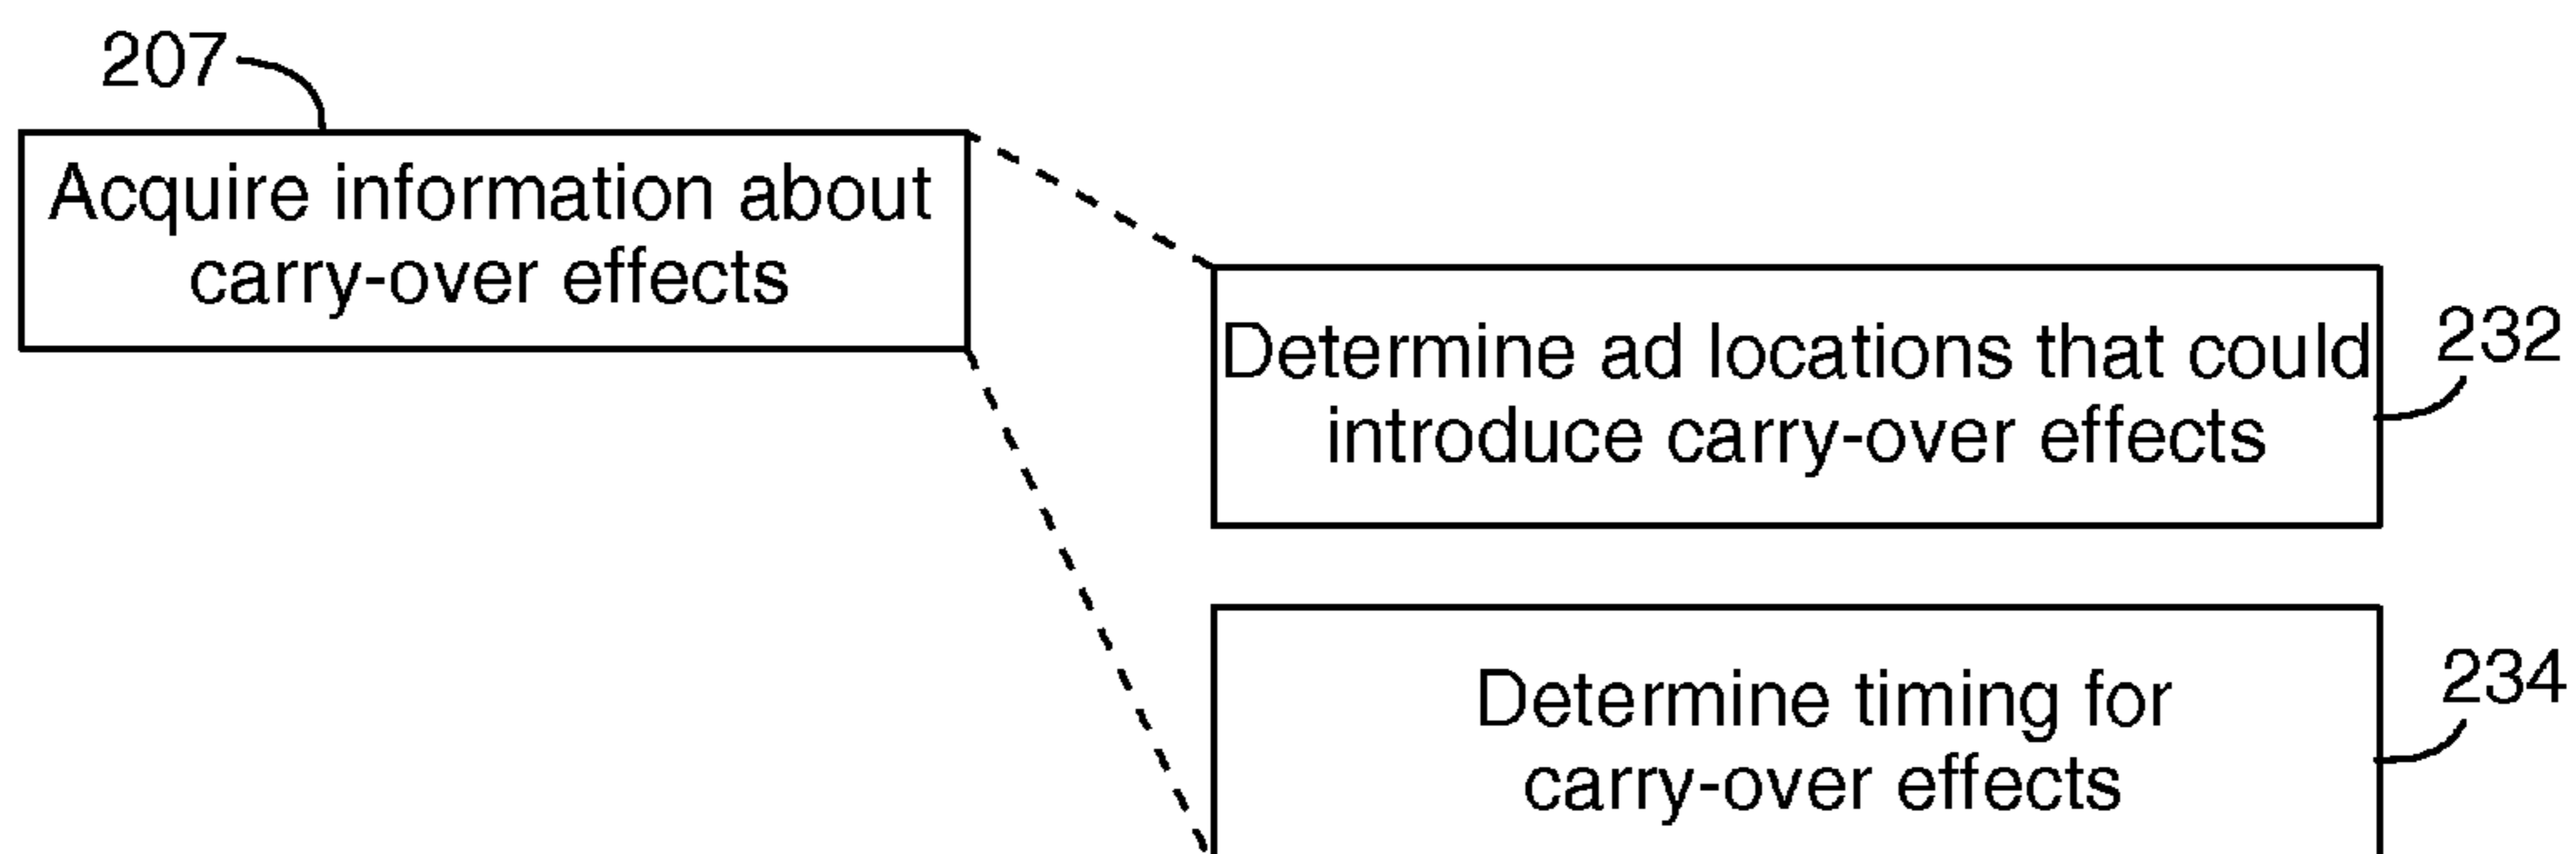 207
Acquire information about
carry-over effects
Determine ad locations that could
introduce carry-over effects
232
Determine timing for
carry-over effects
234